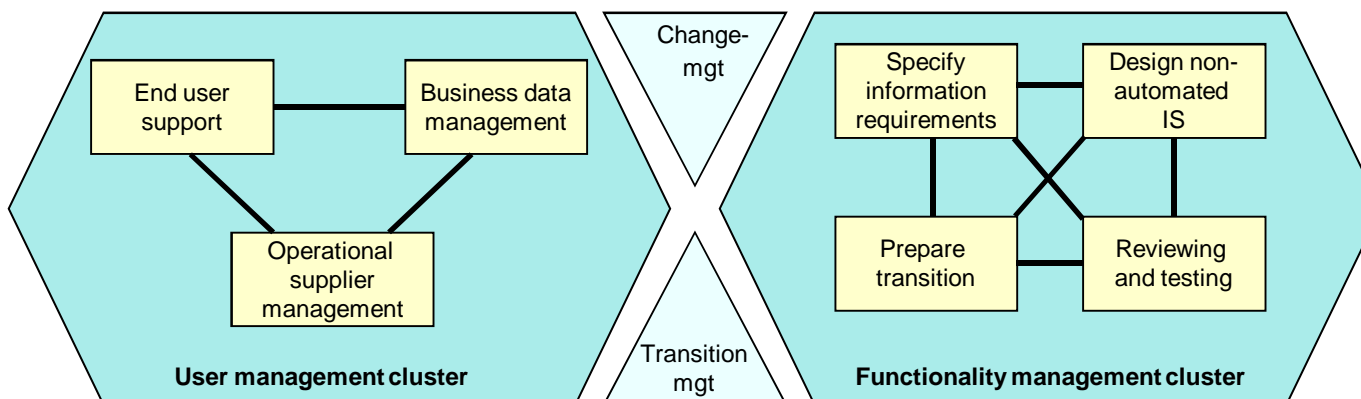 End user
support
Business data
management
Operational
supplier
management
User management cluster
Change-
mgt
Transition
mgt
Specify
information
requirements
Design non-
automated
IS
Prepare
transition
Reviewing
and testing
Functionality management cluster